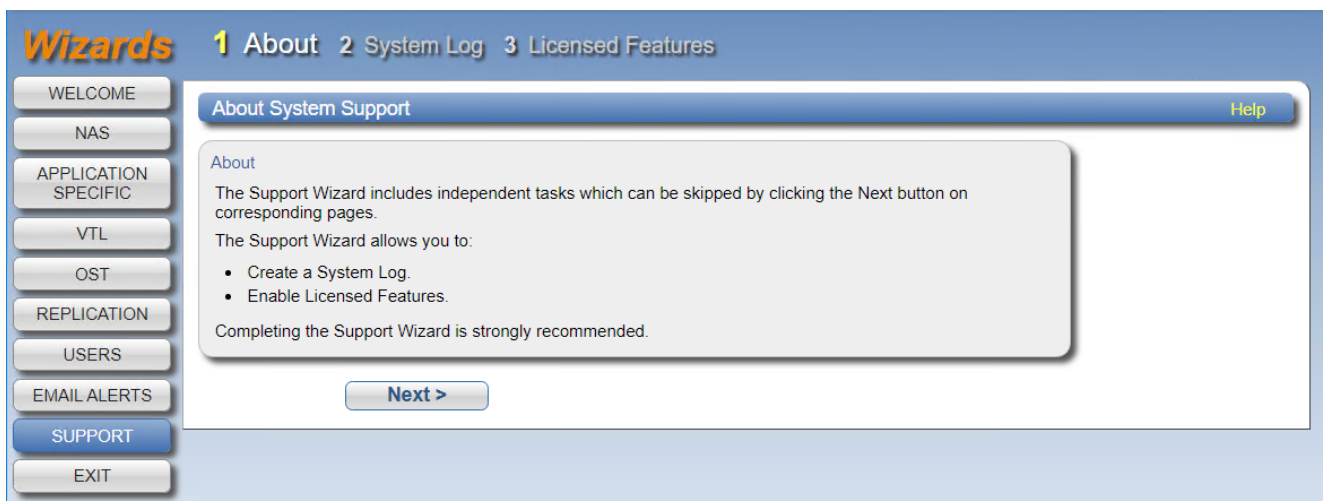 Wizards
1 About 2 System Log 3 Licensed Features
WELCOME
NAS
APPLICATION
SPECIFIC
VTL
OST
REPLICATION
USERS
EMAIL ALERTS
SUPPORT
EXIT
About System Support
Help
About
The Support Wizard includes independent tasks which can be skipped by clicking the Next button on
corresponding pages.
The Support Wizard allows you to:
• Create a System Log.
• Enable Licensed Features.
Completing the Support Wizard is strongly recommended.
Next >